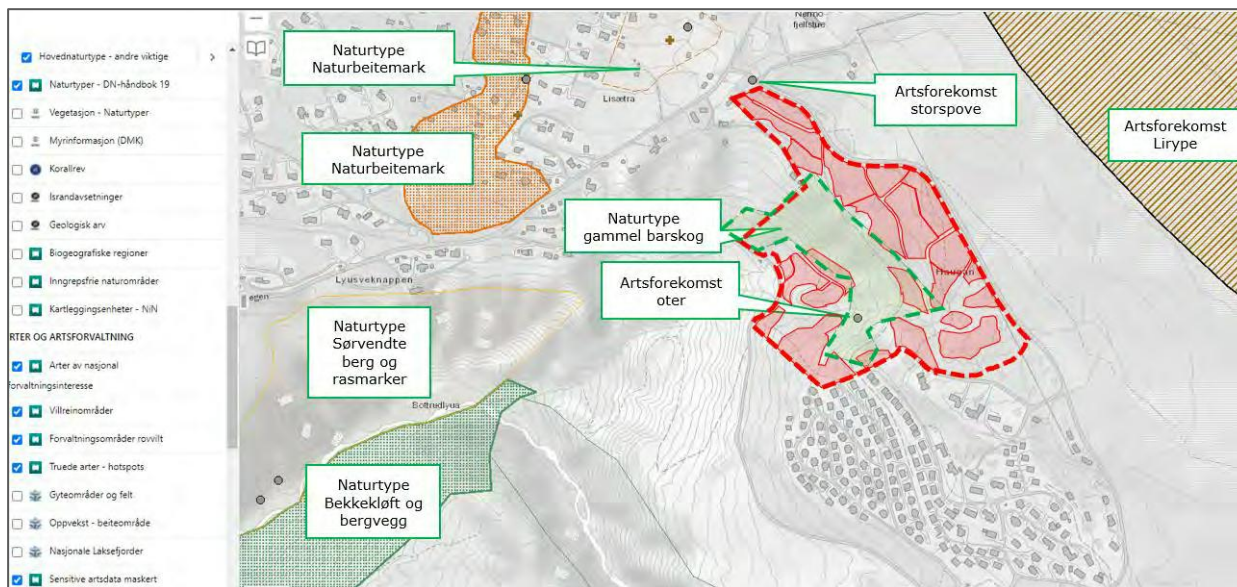 Hovednaturtype - andre viktige
Naturtyper - DN-håndbok 19
Vegetasjon - Naturtyper
Myrinformasjon (DMK)
Korallrev
Israndavsetninger
Geologisk arv
Biogeografiske regioner
Inngrepsfrie naturområder
Kartleggingsenheter - NiN
RTER OG ARTSFORVALTNING
Arter av nasjonal
forvaltningsinteresse
Villreinområder
Forvaltningsområder rovvilt
Truede arter - hotspots
Gyteområder og felt
Oppvekst - beiteområde
Nasjonale Laksefjorder
Sensitive artsdata maskert
Naturtype
Naturbeitemark
Lisætra
fjellstue
Artsforekomst
storspove
Artsforekomst
Lirype
Naturtype
Naturbeitemark
Naturtype
gammel barskog
Artsforekomst
oter
Lyusveknappen
Naturtype
Sørvendte
berg og
rasmarker
Naturtype
Bekkekløft og
bergvegg